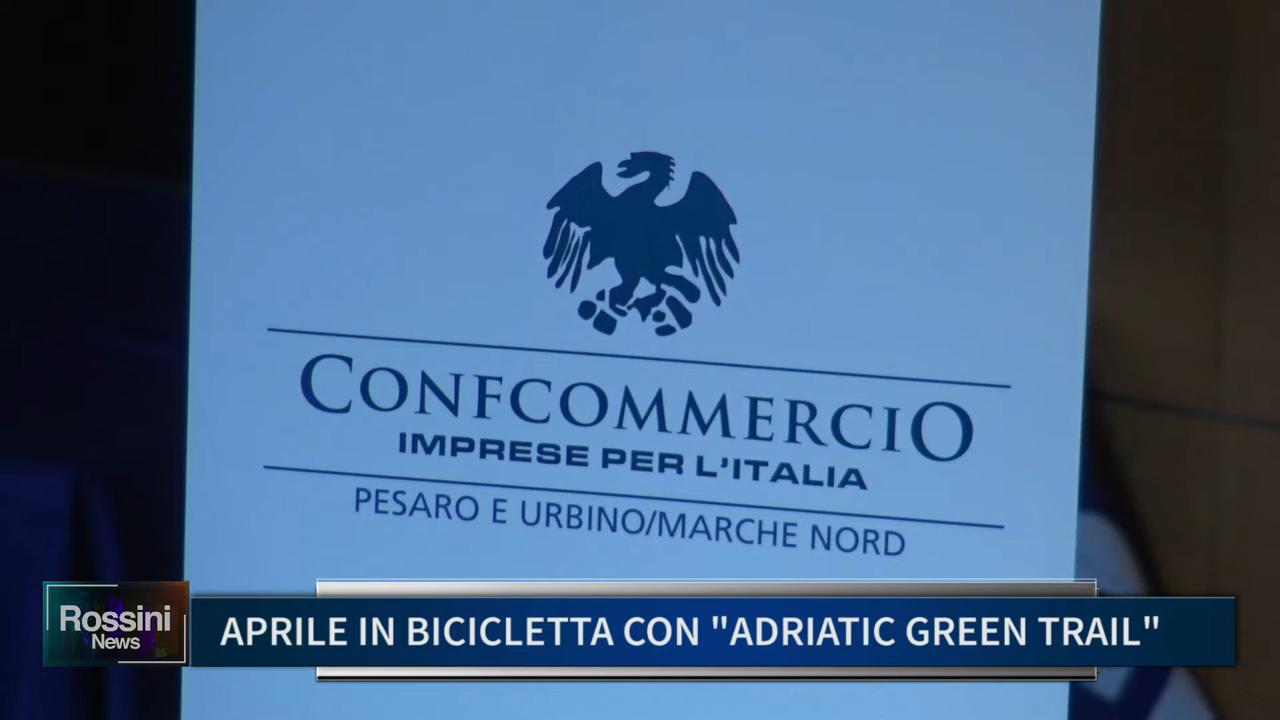 CONFCOMMERCIO
IMPRESE PER L'ITALIA
PESARO E URBINO/MARCHE NORD
Rossini
News
APRILE IN BICICLETTA CON "ADRIATIC GREEN TRAIL"